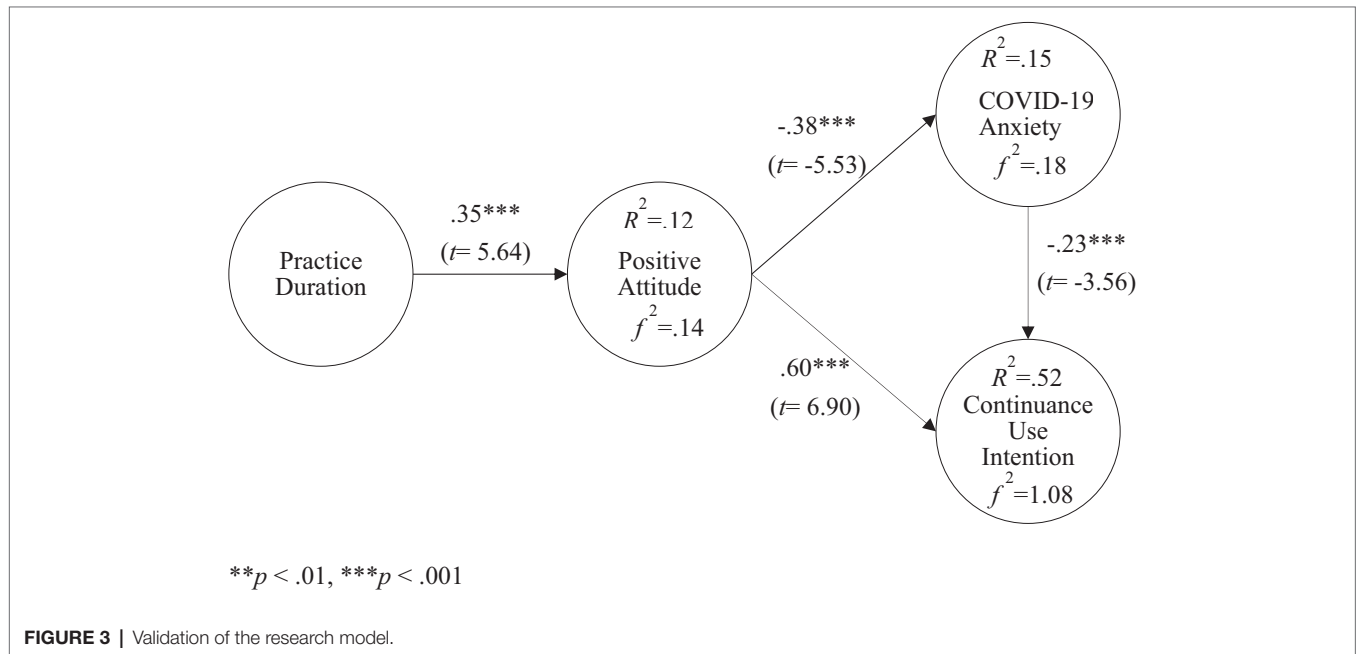 Practice
Duration
.35***
(t= 5.64)
R²=.12
Positive
Attitude
f²=.14
-.38***
(t= -5.53)
.60***
(t= 6.90)
R²=.15
COVID-19
Anxiety
f²=.18
-.23***
(t= -3.56)
R²=.52
Continuance
Use
Intention
f²=1.08
**p < .01, ***p < .001
FIGURE 3 | Validation of the research model.